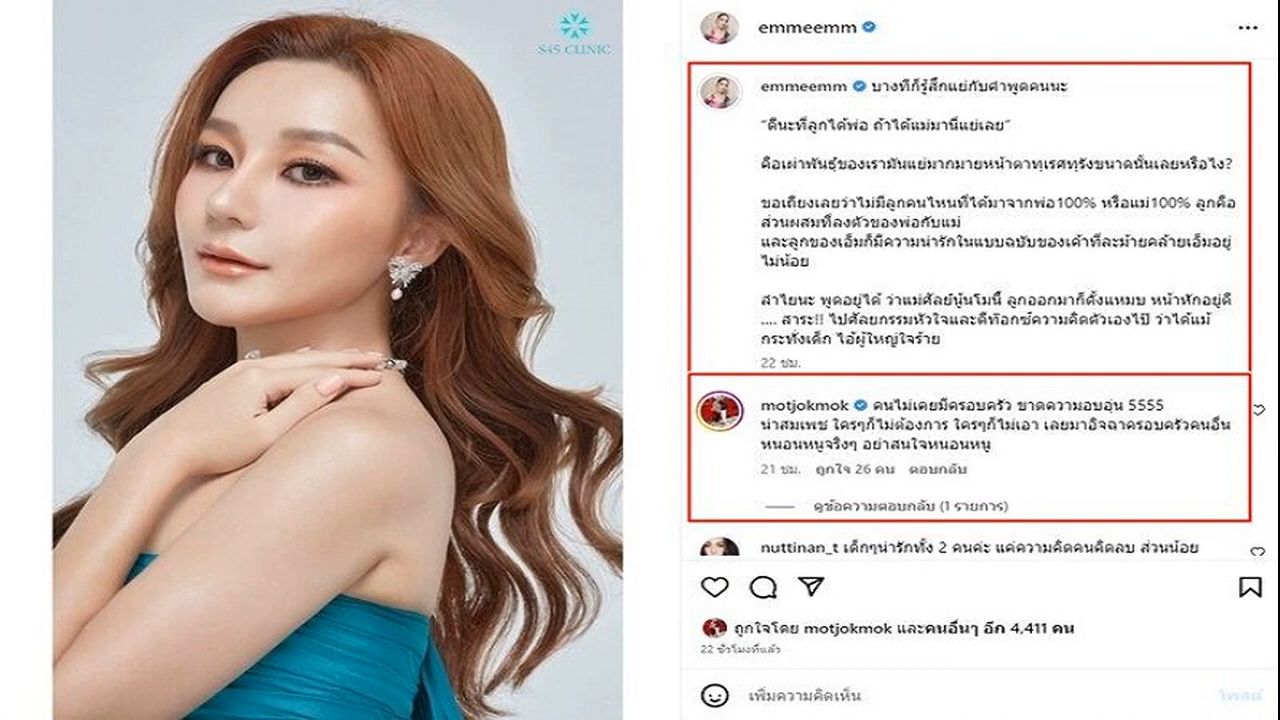 S45 CLINIC
emmeemm
emmeemm บางทีก็รู้สึกแย่กับคำพูดคนนะ
"ดีนะที่ลูกได้พ่อ ถ้าได้แม่มานี่แย่เลย"
คือเผ่าพันธุ์ของเรามันแย่มากมายหน้าตาทุเรศทุรังขนาดนั้นเลยหรือไง?
ขอเถียงเลยว่าไม่มีลูกคนไหนที่ได้มาจากพ่อ100% หรือแม่100% ลูกคือ
ส่วนผสมที่ลงตัวของพ่อกับแม่
และลูกของเอ็มก็มีความน่ารักในแบบฉบับของเค้าที่ละม้ายคล้ายเอ็มอยู่
ไม่น้อย
สาไยนะ พูดอยู่ได้ ว่าแม่ศัลย์นู้นโมนี้ ลูกออกมาก็ดั้งแหมบ หน้าหักอยู่ดี
.... สาระ!! ไปศัลยกรรมหัวใจและดีท๊อกซ์ความคิดตัวเองไป๊ ว่าได้แม้
กระทั่งเด็ก ไอ้ผู้ใหญ่ใจร้าย
22 ชม.
motjokmok คนไม่เคยมีครอบครัว ขาดความอบอุ่น 5555
น่าสมเพช ใครๆก็ไม่ต้องการ ใครๆก็ไม่เอา เลยมาอิจฉาครอบครัวคนอื่น
หนอนหนูจริงๆ อย่าสนใจหนอนหนู
21 ชม. ถูกใจ 26 คน ตอบกลับ
ดูข้อความตอบกลับ (1 รายการ)
nuttinan_t เด็กๆน่ารักทั้ง 2 คนค่ะ แค่ความคิดคนคิดลบ ส่วนน้อย
ถูกใจโดย motjokmok และคนอื่นๆ อีก 4,411 คน
22 ชั่วโมงที่แล้ว
เพิ่มความคิดเห็น
โพสต์